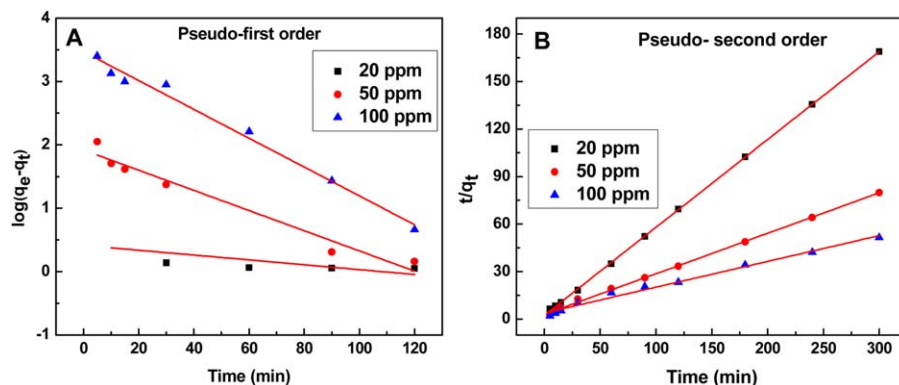 A
Pseudo-first order
20 ppm
50 ppm
100 ppm
4
3
2
1
0
-1
log(qe-qt)
0 20 40 60 80 100 120
Time (min)
B
Pseudo- second order
20 ppm
50 ppm
100 ppm
180
150
120
90
60
30
0
t/qt
0 50 100 150 200 250 300
Time (min)